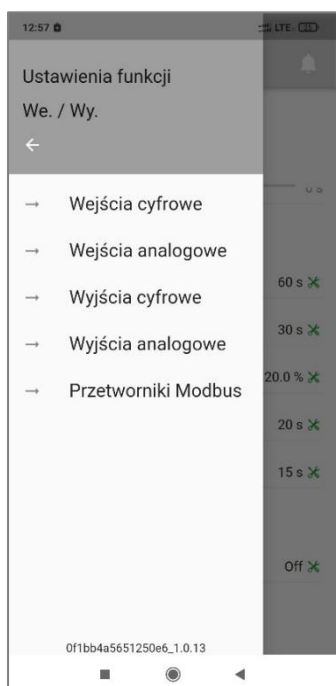 12:57
LTE
Ustawienia funkcji
We. / Wy.
Wejścia cyfrowe
Wejścia analogowe
Wyjścia cyfrowe
Wyjścia analogowe
Przetworniki Modbus
60 s
30 s
20.0 %
20 s
15 s
Off
0f1bb4a5651250e6_1.0.13